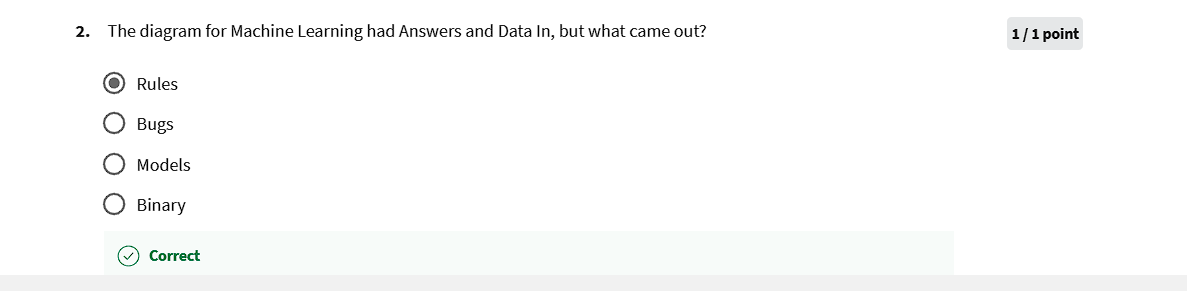 2. The diagram for Machine Learning had Answers and Data In, but what came out?
1 / 1 point
Rules
Bugs
Models
Binary
Correct